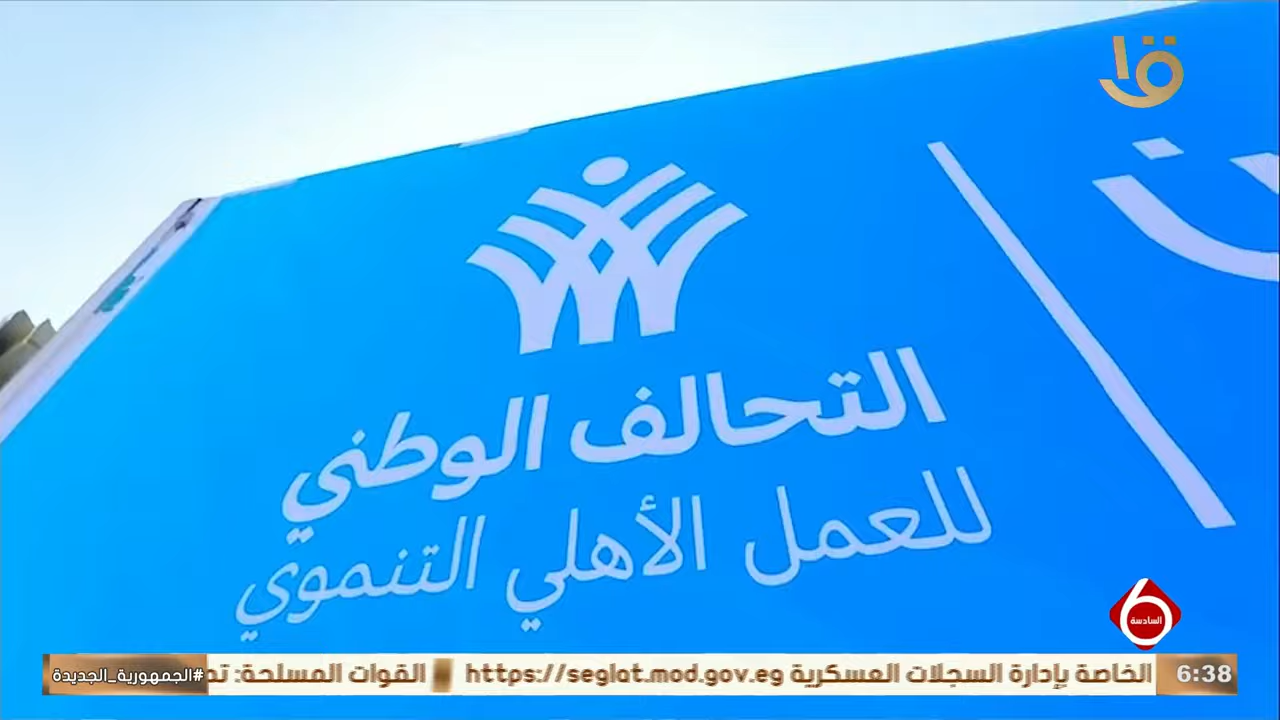 التحالف الوطني
للعمل الأهلي التنموي
السادسة
6:38
الخاصة بإدارة السجلات العسكرية https://seglat.mod.gov.eg القوات المسلحة:
#الجمهورية_الجديدة